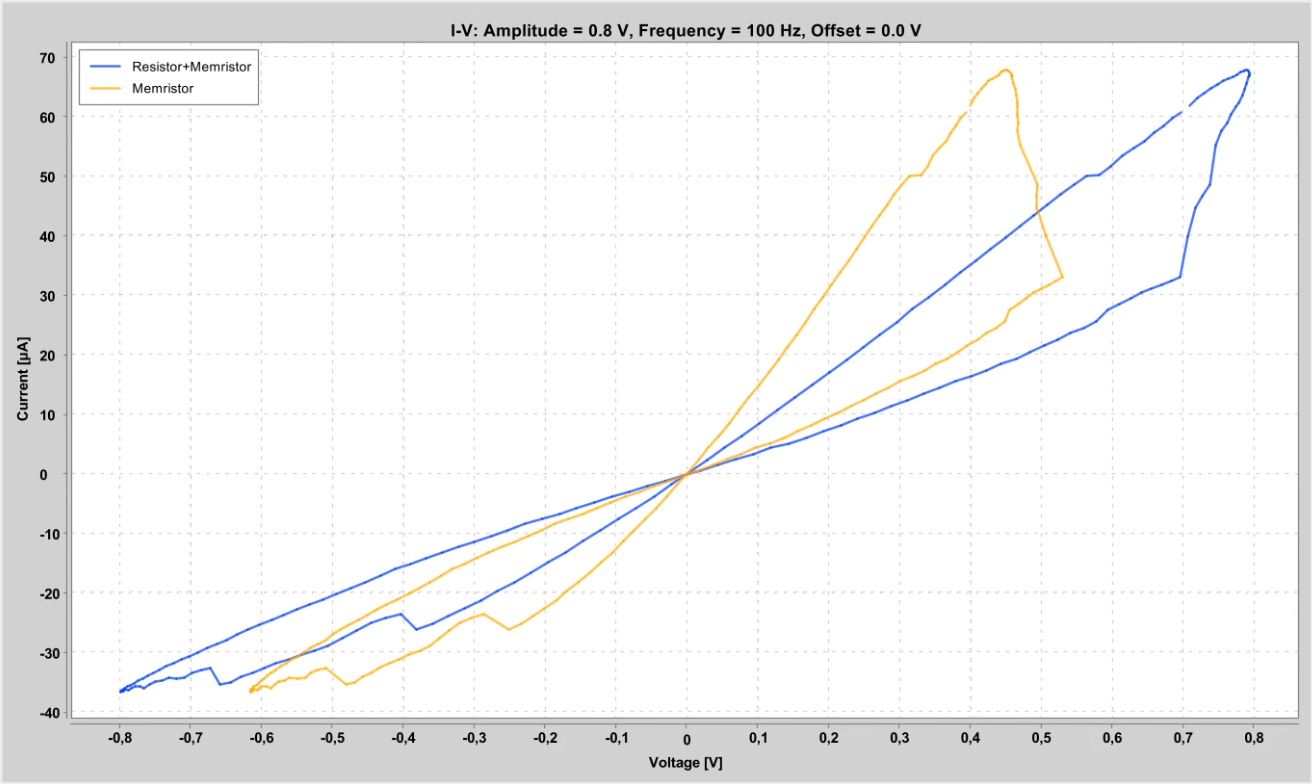 I-V: Amplitude = 0.8 V, Frequency = 100 Hz, Offset = 0.0 V
Resistor+Memristor
Memristor
Current [µA]
70
60
50
40
30
20
10
0
-10
-20
-30
-40
-0,8 -0,7 -0,6 -0,5 -0,4 -0,3 -0,2 -0,1 0 0,1 0,2 0,3 0,4 0,5 0,6 0,7 0,8
Voltage [V]